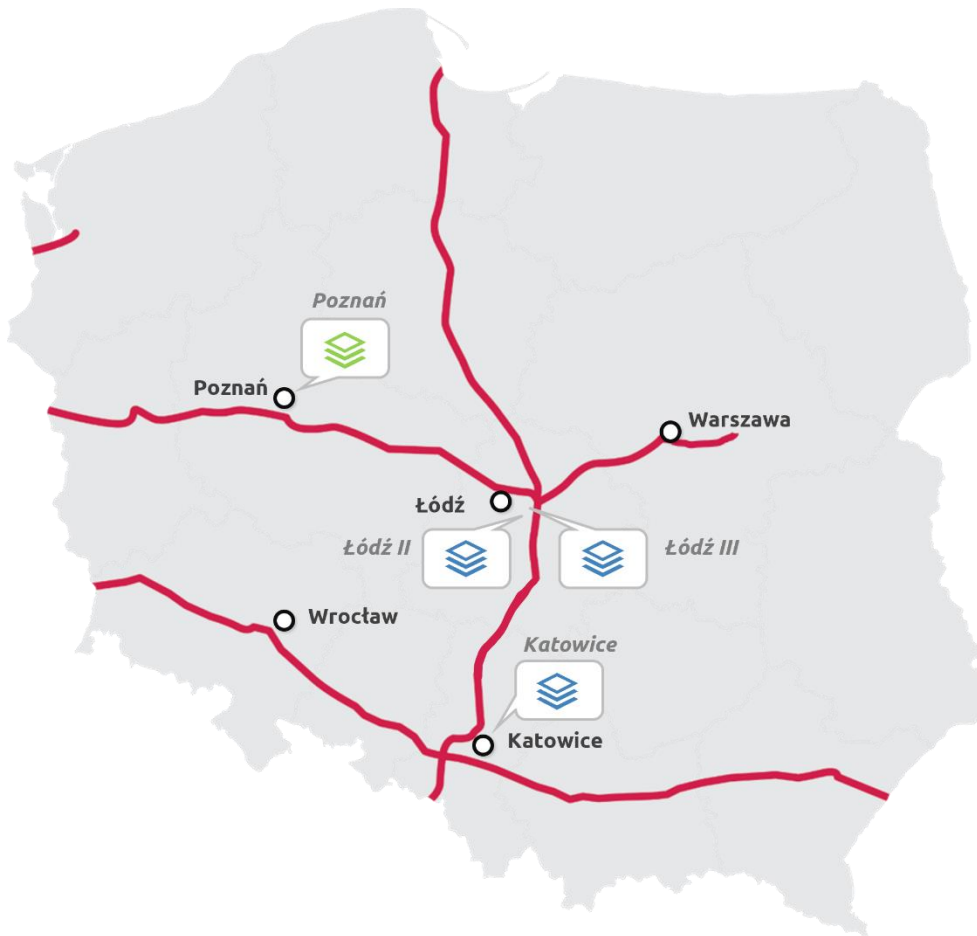 Poznań
Poznań
Warszawa
Łódź
Łódź II
Łódź III
Wrocław
Katowice
Katowice